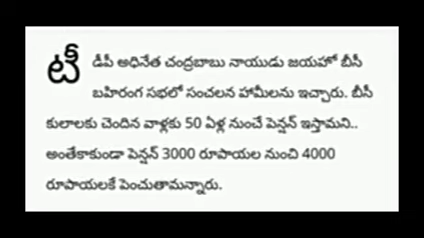 టీడీపీ అధినేత చంద్రబాబు నాయుడు జయహో బీసీ
బహిరంగ సభలో సంచలన హామీలను ఇచ్చారు. బీసీ
కులాలకు చెందిన వాళ్లకు 50 ఏళ్ల నుంచే పెన్షన్ ఇస్తామని..
అంతేకాకుండా పెన్షన్ 3000 రూపాయల నుంచి 4000
రూపాయలకే పెంచుతామన్నారు.